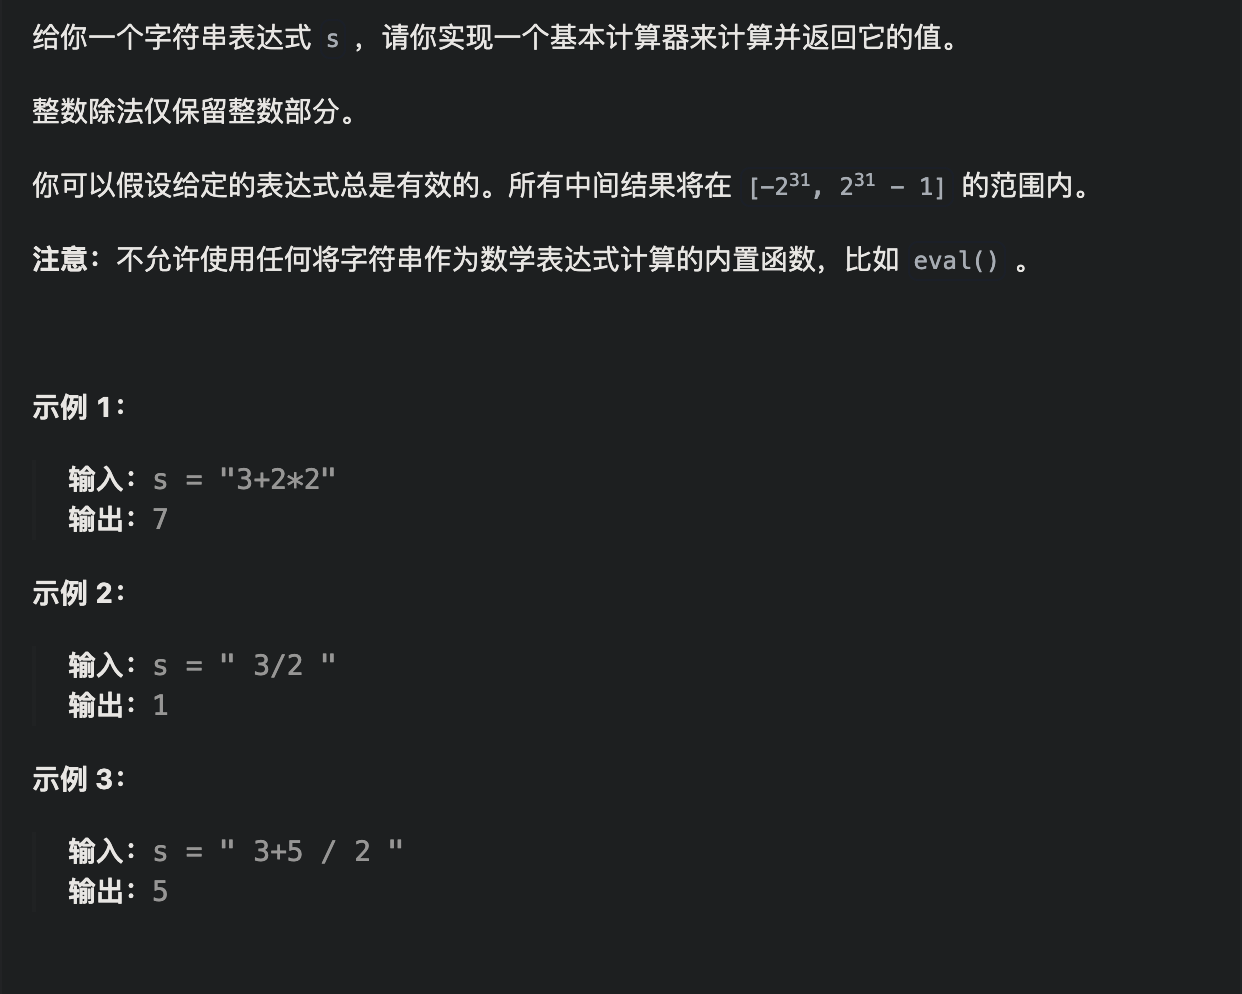 给你一个字符串表达式 s ，请你实现一个基本计算器来计算并返回它的值。
整数除法仅保留整数部分。
你可以假设给定的表达式总是有效的。所有中间结果将在 [-2³¹, 2³¹ - 1] 的范围内。
注意：不允许使用任何将字符串作为数学表达式计算的内置函数，比如 eval() 。
示例 1：
输入：s = "3+2*2"
输出：7
示例 2：
输入：s = " 3/2 "
输出：1
示例 3：
输入：s = " 3+5 / 2 "
输出：5